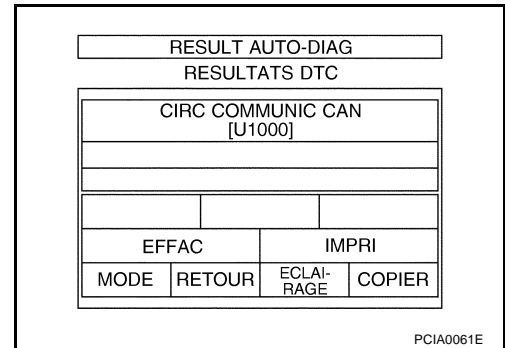 RESULT AUTO-DIAG
RESULTATS DTC
CIRC COMMUNIC CAN
[U1000]
EFFAC IMPRI
MODE RETOUR ECLAI-
RAGE COPIER
PCIA0061E